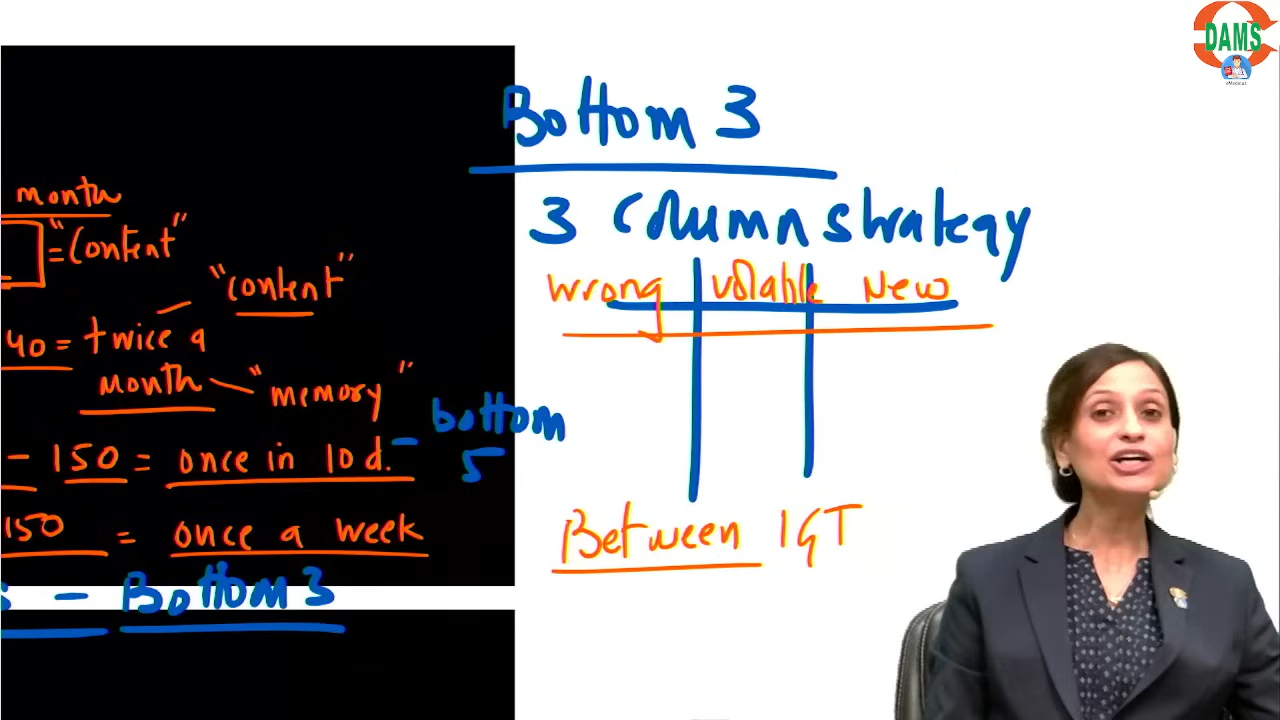 DAMS
eMedicoz
Bottom 3
3 Column strategy
wrong volatile New
Between IGT
month
= "Content"
"content"
40 = twice a
month - "memory"
- bottom
5
- 150 = once in 10 d.
150 = once a week
s - Bottom 3